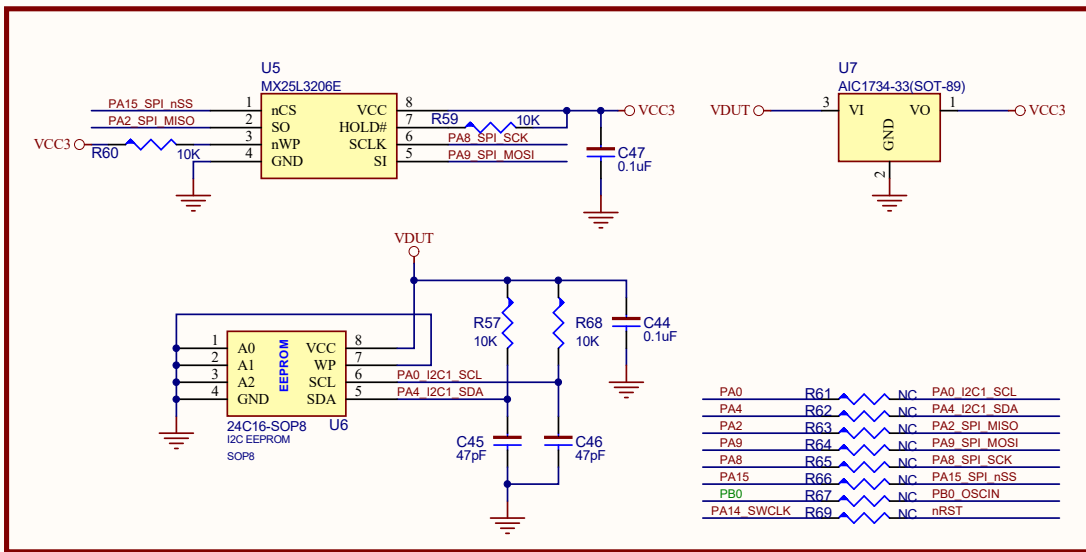 U5
MX25L3206E
PA15_SPI_nSS 1 nCS VCC 8 VCC3
PA2_SPI_MISO 2 SO HOLD# 7 R59 10K
VCC3 R60 10K 3 nWP SCLK 6 PA8_SPI_SCK
4 GND SI 5 PA9_SPI_MOSI
C47
0.1uF
U7
AIC1734-33(SOT-89)
VDUT 3 VI VO 1 VCC3
GND
2
VDUT
R57
10K
R68
10K
C44
0.1uF
1 A0 VCC 8
2 A1 WP 7
3 A2 SCL 6 PA0_I2C1_SCL
4 GND SDA 5 PA4_I2C1_SDA
EEPROM
24C16-SOP8 U6
I2C EEPROM
SOP8
C45
47pF
C46
47pF
PA0 R61 NC PA0_I2C1_SCL
PA4 R62 NC PA4_I2C1_SDA
PA2 R63 NC PA2_SPI_MISO
PA9 R64 NC PA9_SPI_MOSI
PA8 R65 NC PA8_SPI_SCK
PA15 R66 NC PA15_SPI_nSS
PB0 R67 NC PB0_OSCIN
PA14_SWCLK R69 NC nRST